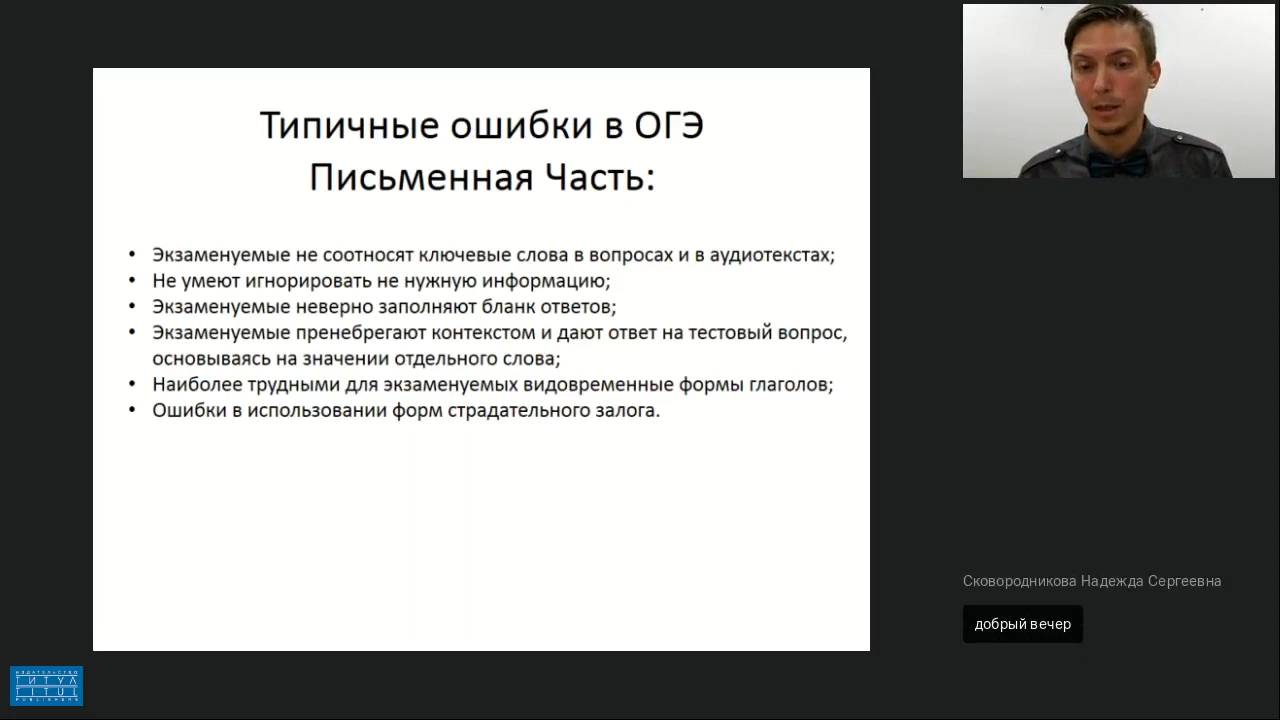 Типичные ошибки в ОГЭ
Письменная Часть:
• Экзаменуемые не соотносят ключевые слова в вопросах и в аудиотекстах;
• Не умеют игнорировать не нужную информацию;
• Экзаменуемые неверно заполняют бланк ответов;
• Экзаменуемые пренебрегают контекстом и дают ответ на тестовый вопрос,
основываясь на значении отдельного слова;
• Наиболее трудными для экзаменуемых видовременные формы глаголов;
• Ошибки в использовании форм страдательного залога.
Сковородникова Надежда Сергеевна
добрый вечер
ИЗДАТЕЛЬСТВО
ТИТУЛ
TITUL
PUBLISHERS